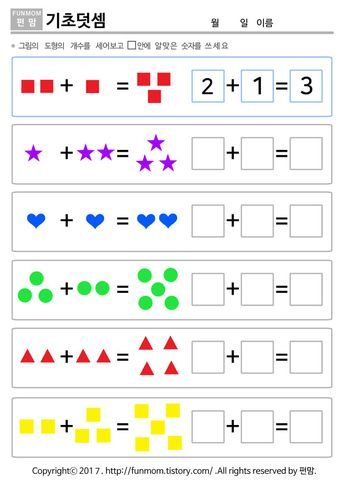 FUNMOM
펀맘 기초덧셈 월 일 이름
* 그림의 도형의 개수를 세어보고 □안에 알맞은 숫자를 쓰세요
+ = 2 + 1 = 3
+ = + =
+ = + =
+ = + =
+ = + =
+ = + =
Copyright© 2017. http://funmom.tistory.com/ .All rights reserved by 펀맘.